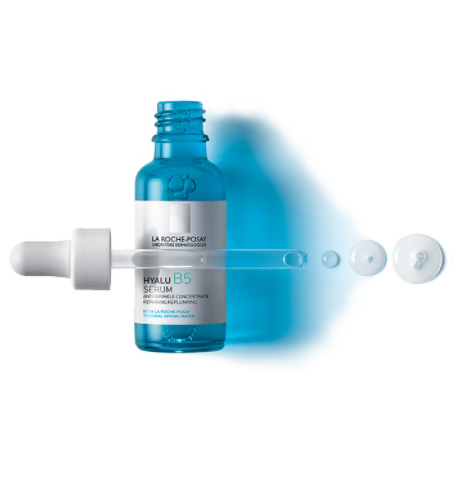 LA ROCHE-POSAY
LABORATOIRE DERMATOLOGIQUE
HYALU B5
SERUM
ANTI-WRINKLE CONCENTRATE
REPAIRING REPLUMPING
WITH LA ROCHE-POSAY
THERMAL SPRING WATER